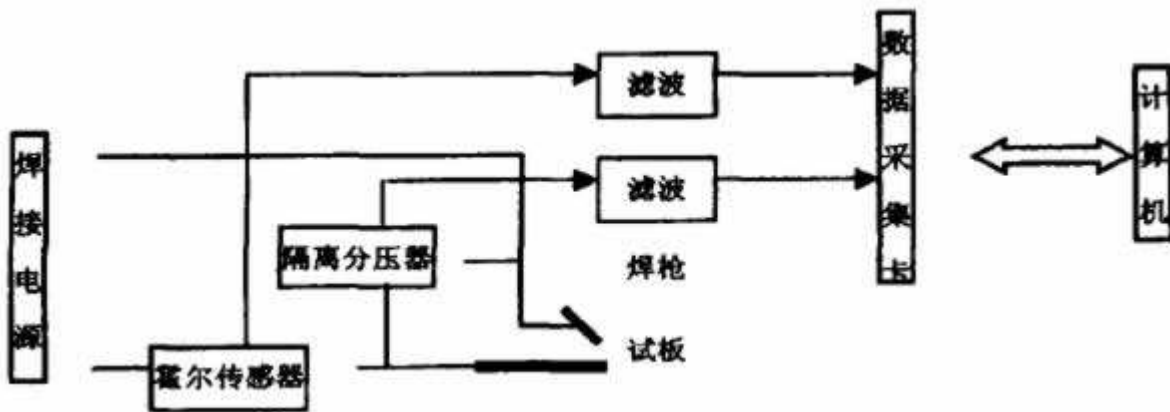 焊接电源
滤波
滤波
隔离分压器
霍尔传感器
焊枪
试板
数据采集卡
计算机